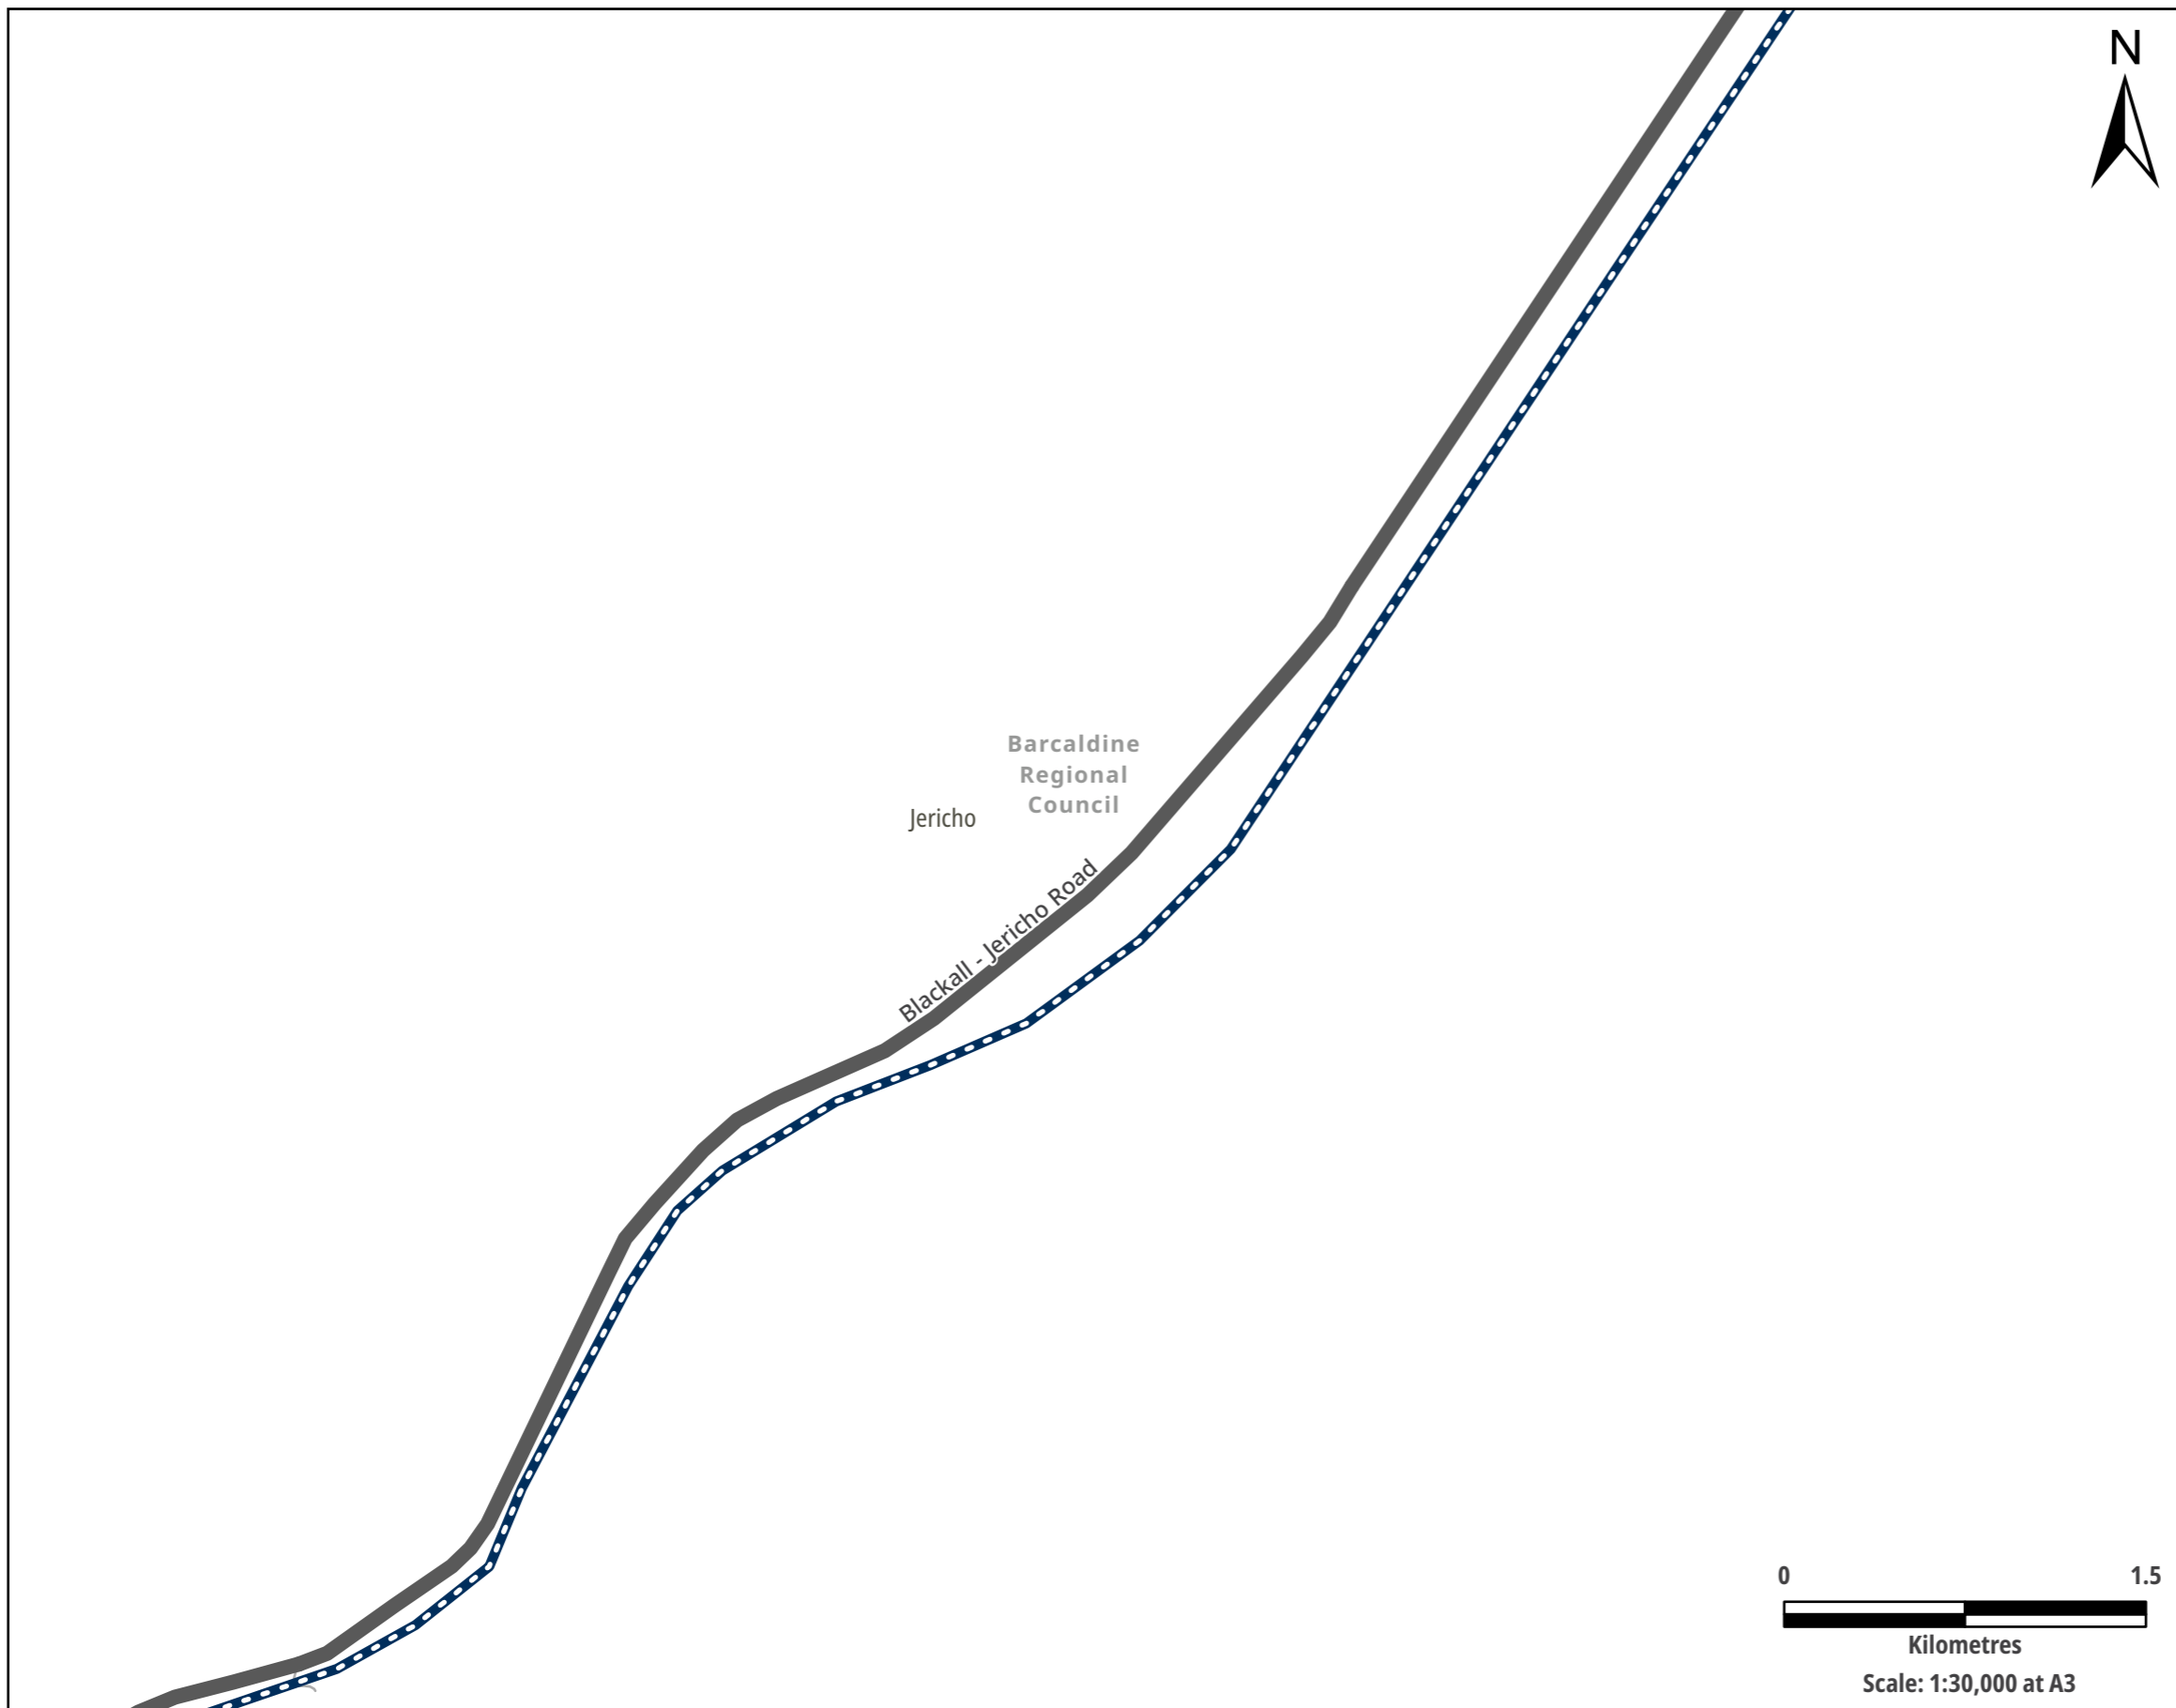 N
Barcaldine
Regional
Council
Jericho
Blackall - Jericho Road
0 1.5
Kilometres
Scale: 1:30,000 at A3